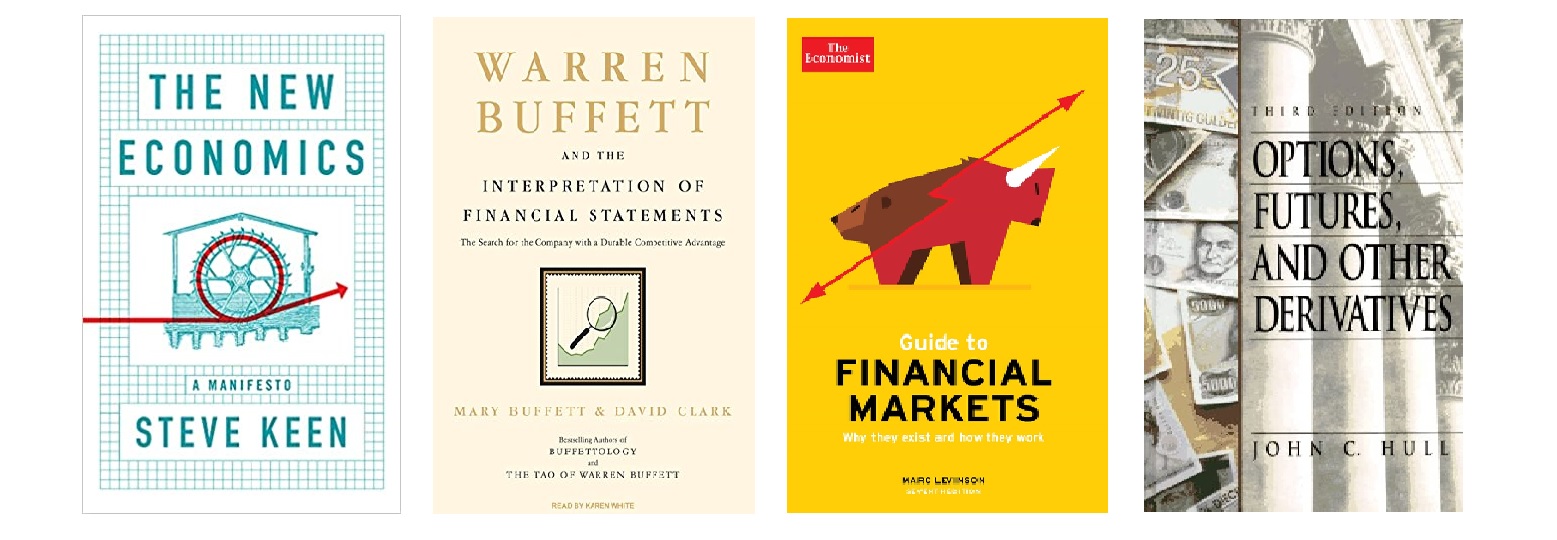 THE NEW
ECONOMICS
A MANIFESTO
STEVE KEEN
WARREN
BUFFETT
AND THE
INTERPRETATION OF
FINANCIAL STATEMENTS
The Search for the Company with a Durable Competitive Advantage
MARY BUFFETT & DAVID CLARK
Bestselling Authors of
BUFFETTOLOGY
and
THE TAO OF WARREN BUFFETT
READ BY KAREN WHITE
The
Economist
Guide to
FINANCIAL
MARKETS
Why they exist and how they work
MARC LEVINSON
SEVENTH EDITION
25
THIRD EDITION
OPTIONS,
FUTURES,
AND OTHER
DERIVATIVES
5000
5000
JOHN C. HULL